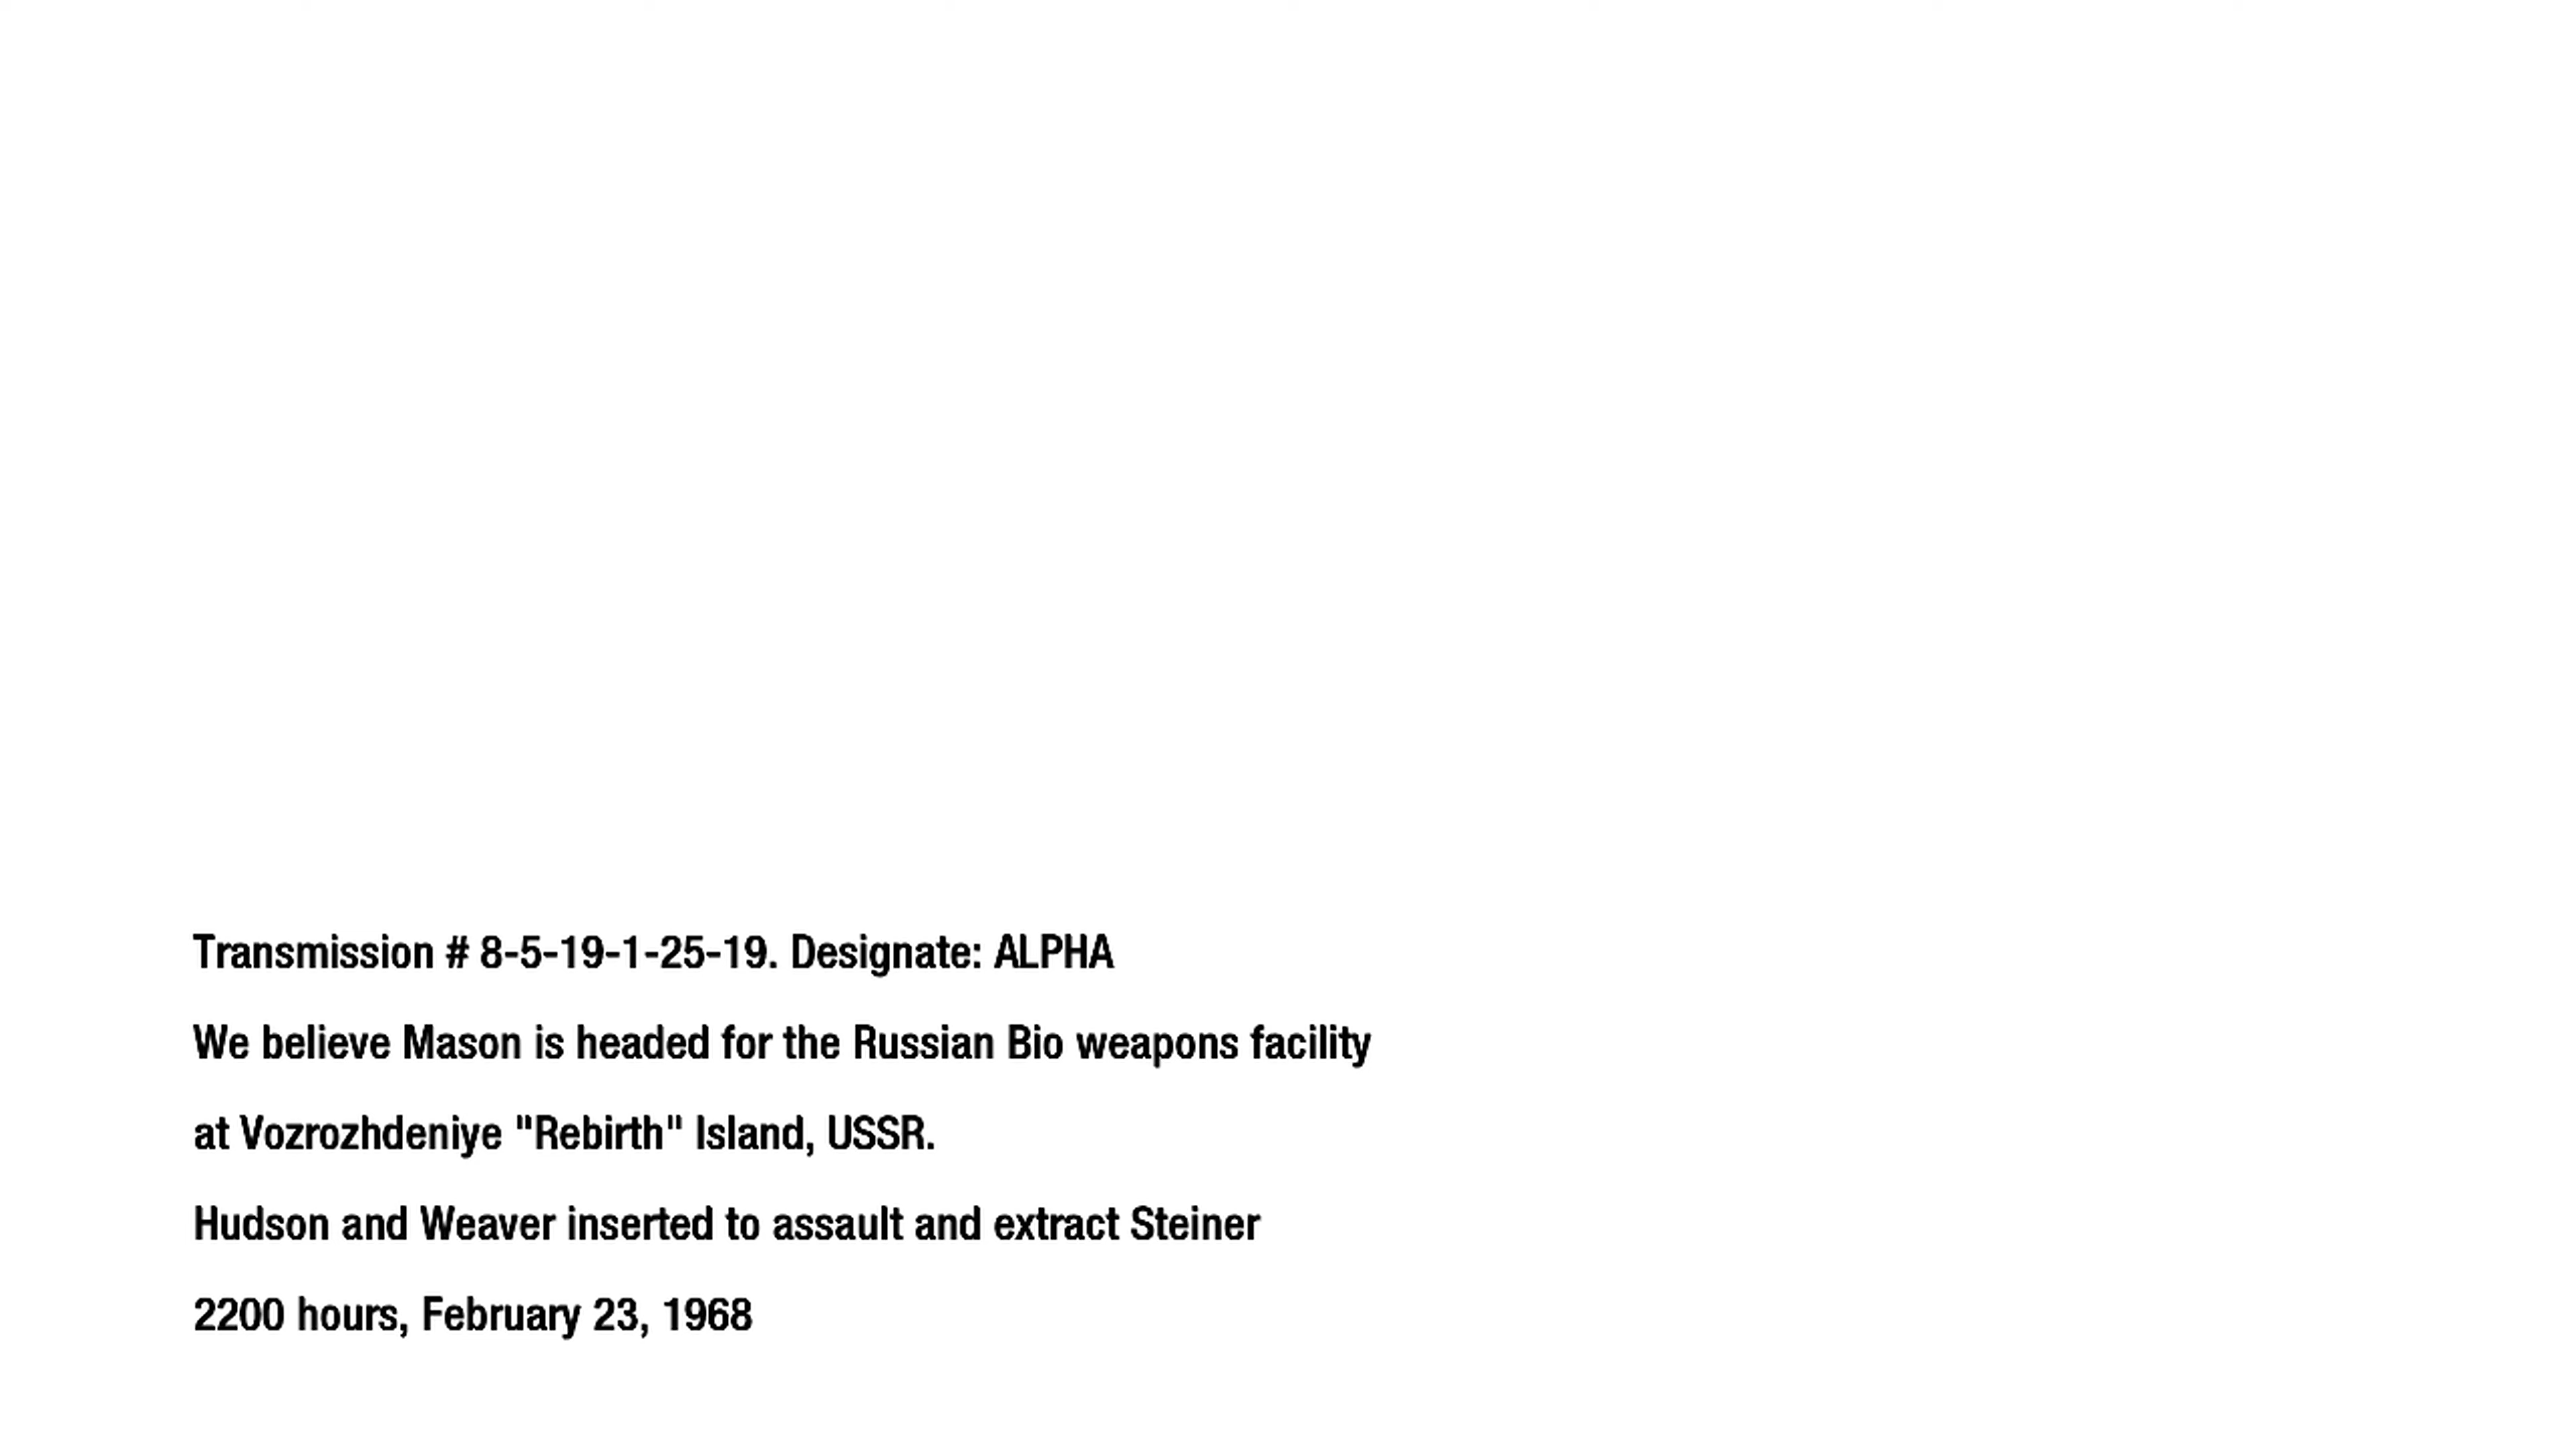 Transmission # 8-5-19-1-25-19. Designate: ALPHA
We believe Mason is headed for the Russian Bio weapons facility
at Vozrozhdeniye "Rebirth" Island, USSR.
Hudson and Weaver inserted to assault and extract Steiner
2200 hours, February 23, 1968